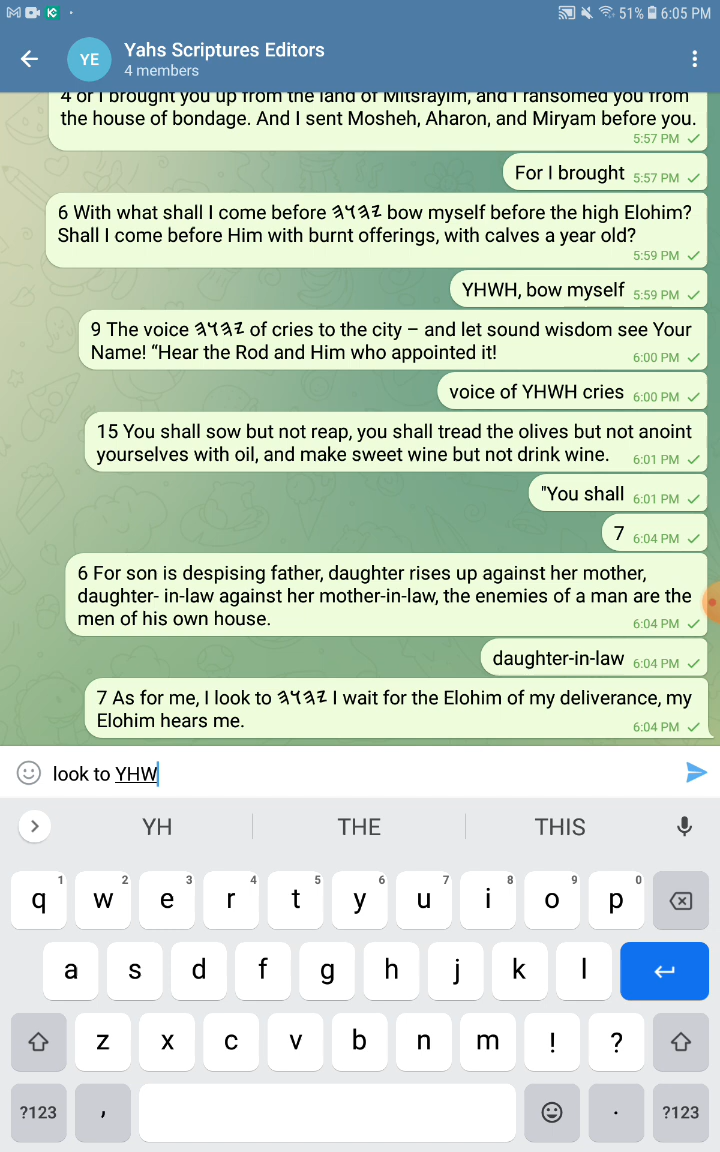 51% 6:05 PM
YE
Yahs Scriptures Editors
4 members
4 or I brought you up from the land of Mitsrayim, and I ransomed you from
the house of bondage. And I sent Mosheh, Aharon, and Miryam before you.
5:57 PM
For I brought 5:57 PM
6 With what shall I come before 𐤉𐤄𐤅𐤄 bow myself before the high Elohim?
Shall I come before Him with burnt offerings, with calves a year old?
5:59 PM
YHWH, bow myself 5:59 PM
9 The voice 𐤉𐤄𐤅𐤄 of cries to the city – and let sound wisdom see Your
Name! “Hear the Rod and Him who appointed it!
6:00 PM
voice of YHWH cries 6:00 PM
15 You shall sow but not reap, you shall tread the olives but not anoint
yourselves with oil, and make sweet wine but not drink wine.
6:01 PM
"You shall 6:01 PM
7 6:04 PM
6 For son is despising father, daughter rises up against her mother,
daughter- in-law against her mother-in-law, the enemies of a man are the
men of his own house.
6:04 PM
daughter-in-law 6:04 PM
7 As for me, I look to 𐤉𐤄𐤅𐤄 I wait for the Elohim of my deliverance, my
Elohim hears me.
6:04 PM
look to YHW
YH THE THIS
1 2 3 4 5 6 7 8 9 0
q w e r t y u i o p
a s d f g h j k l
z x c v b n m ! ?
?123 , . ?123